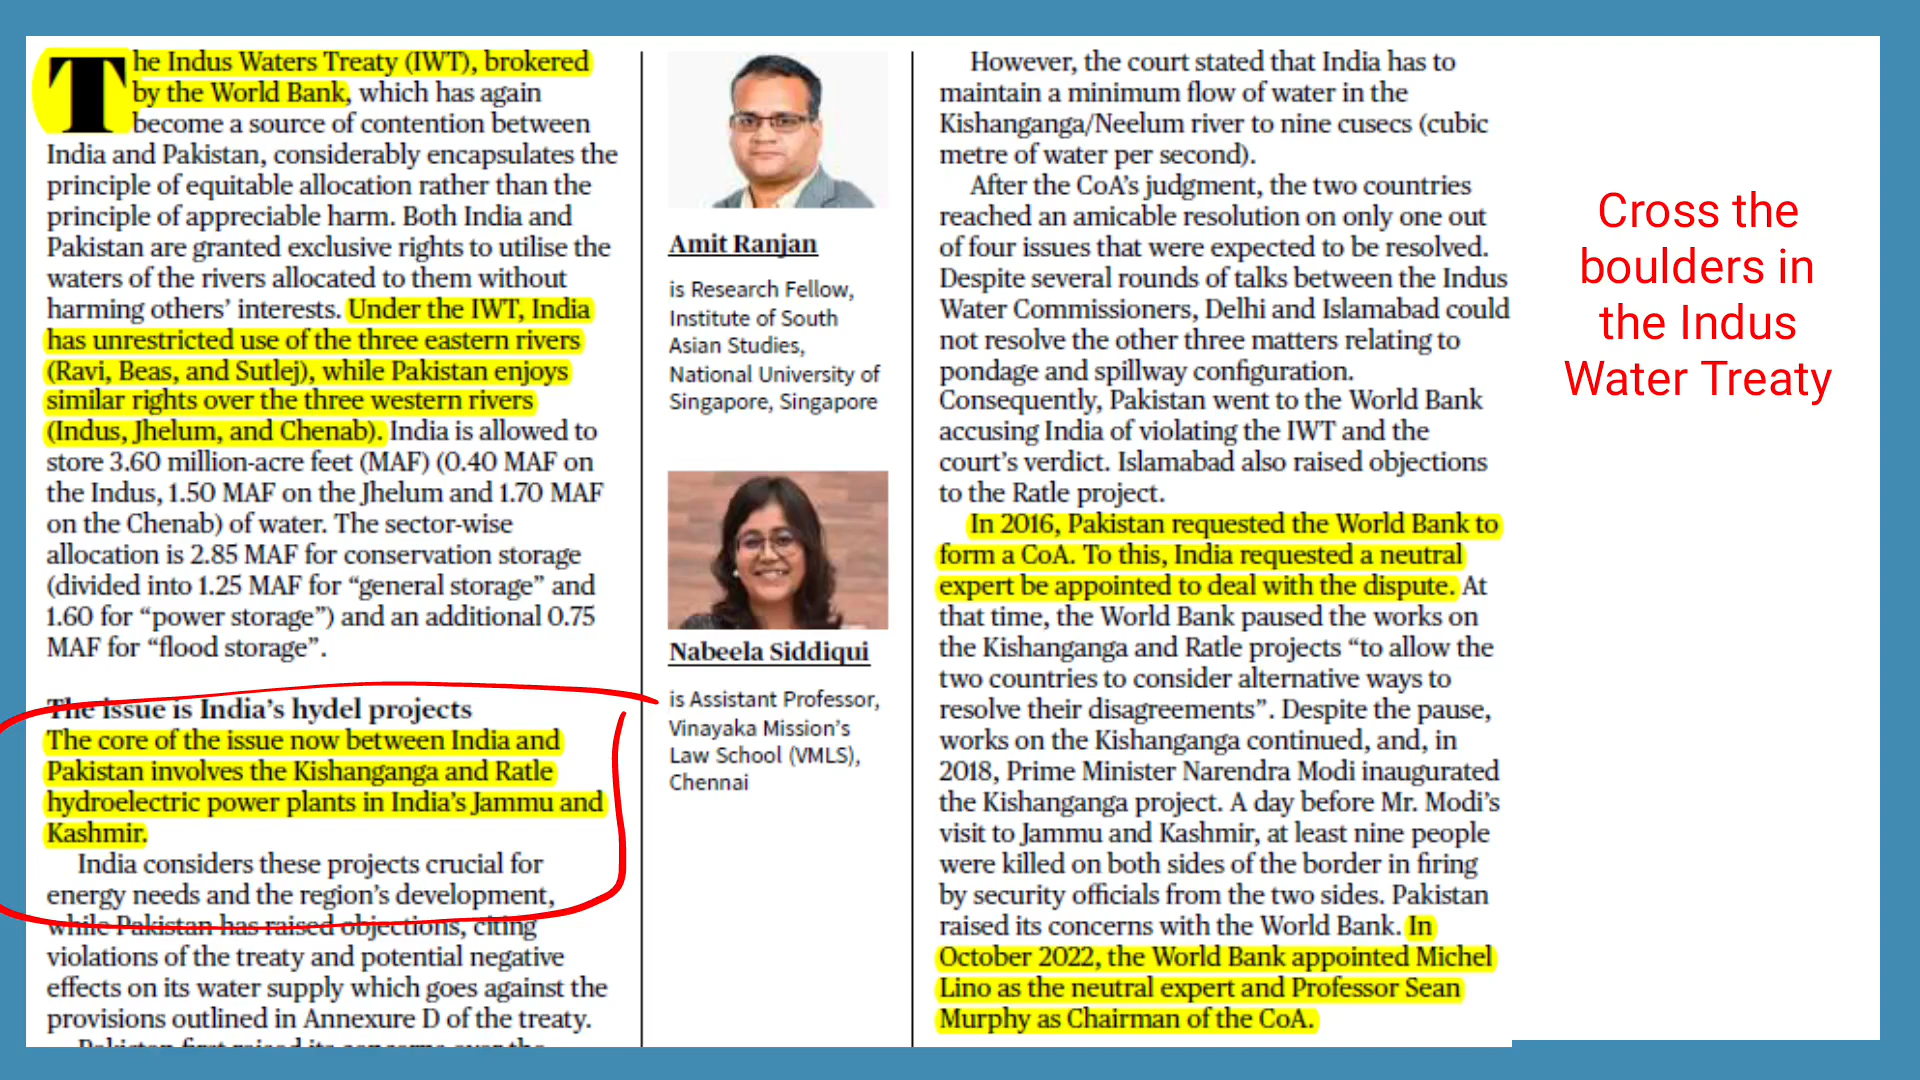 The Indus Waters Treaty (IWT), brokered
by the World Bank, which has again
become a source of contention between
India and Pakistan, considerably encapsulates the
principle of equitable allocation rather than the
principle of appreciable harm. Both India and
Pakistan are granted exclusive rights to utilise the
waters of the rivers allocated to them without
harming others’ interests. Under the IWT, India
has unrestricted use of the three eastern rivers
(Ravi, Beas, and Sutlej), while Pakistan enjoys
similar rights over the three western rivers
(Indus, Jhelum, and Chenab). India is allowed to
store 3.60 million-acre feet (MAF) (0.40 MAF on
the Indus, 1.50 MAF on the Jhelum and 1.70 MAF
on the Chenab) of water. The sector-wise
allocation is 2.85 MAF for conservation storage
(divided into 1.25 MAF for “general storage” and
1.60 for “power storage”) and an additional 0.75
MAF for “flood storage”.
The issue is India’s hydel projects
The core of the issue now between India and
Pakistan involves the Kishanganga and Ratle
hydroelectric power plants in India’s Jammu and
Kashmir.
India considers these projects crucial for
energy needs and the region’s development,
while Pakistan has raised objections, citing
violations of the treaty and potential negative
effects on its water supply which goes against the
provisions outlined in Annexure D of the treaty.
Pakistan first raised its concerns over the
Amit Ranjan
is Research Fellow,
Institute of South
Asian Studies,
National University of
Singapore, Singapore
Nabeela Siddiqui
is Assistant Professor,
Vinayaka Mission’s
Law School (VMLS),
Chennai
However, the court stated that India has to
maintain a minimum flow of water in the
Kishanganga/Neelum river to nine cusecs (cubic
metre of water per second).
After the CoA’s judgment, the two countries
reached an amicable resolution on only one out
of four issues that were expected to be resolved.
Despite several rounds of talks between the Indus
Water Commissioners, Delhi and Islamabad could
not resolve the other three matters relating to
pondage and spillway configuration.
Consequently, Pakistan went to the World Bank
accusing India of violating the IWT and the
court’s verdict. Islamabad also raised objections
to the Ratle project.
In 2016, Pakistan requested the World Bank to
form a CoA. To this, India requested a neutral
expert be appointed to deal with the dispute. At
that time, the World Bank paused the works on
the Kishanganga and Ratle projects “to allow the
two countries to consider alternative ways to
resolve their disagreements”. Despite the pause,
works on the Kishanganga continued, and, in
2018, Prime Minister Narendra Modi inaugurated
the Kishanganga project. A day before Mr. Modi’s
visit to Jammu and Kashmir, at least nine people
were killed on both sides of the border in firing
by security officials from the two sides. Pakistan
raised its concerns with the World Bank. In
October 2022, the World Bank appointed Michel
Lino as the neutral expert and Professor Sean
Murphy as Chairman of the CoA.
Cross the
boulders in
the Indus
Water Treaty